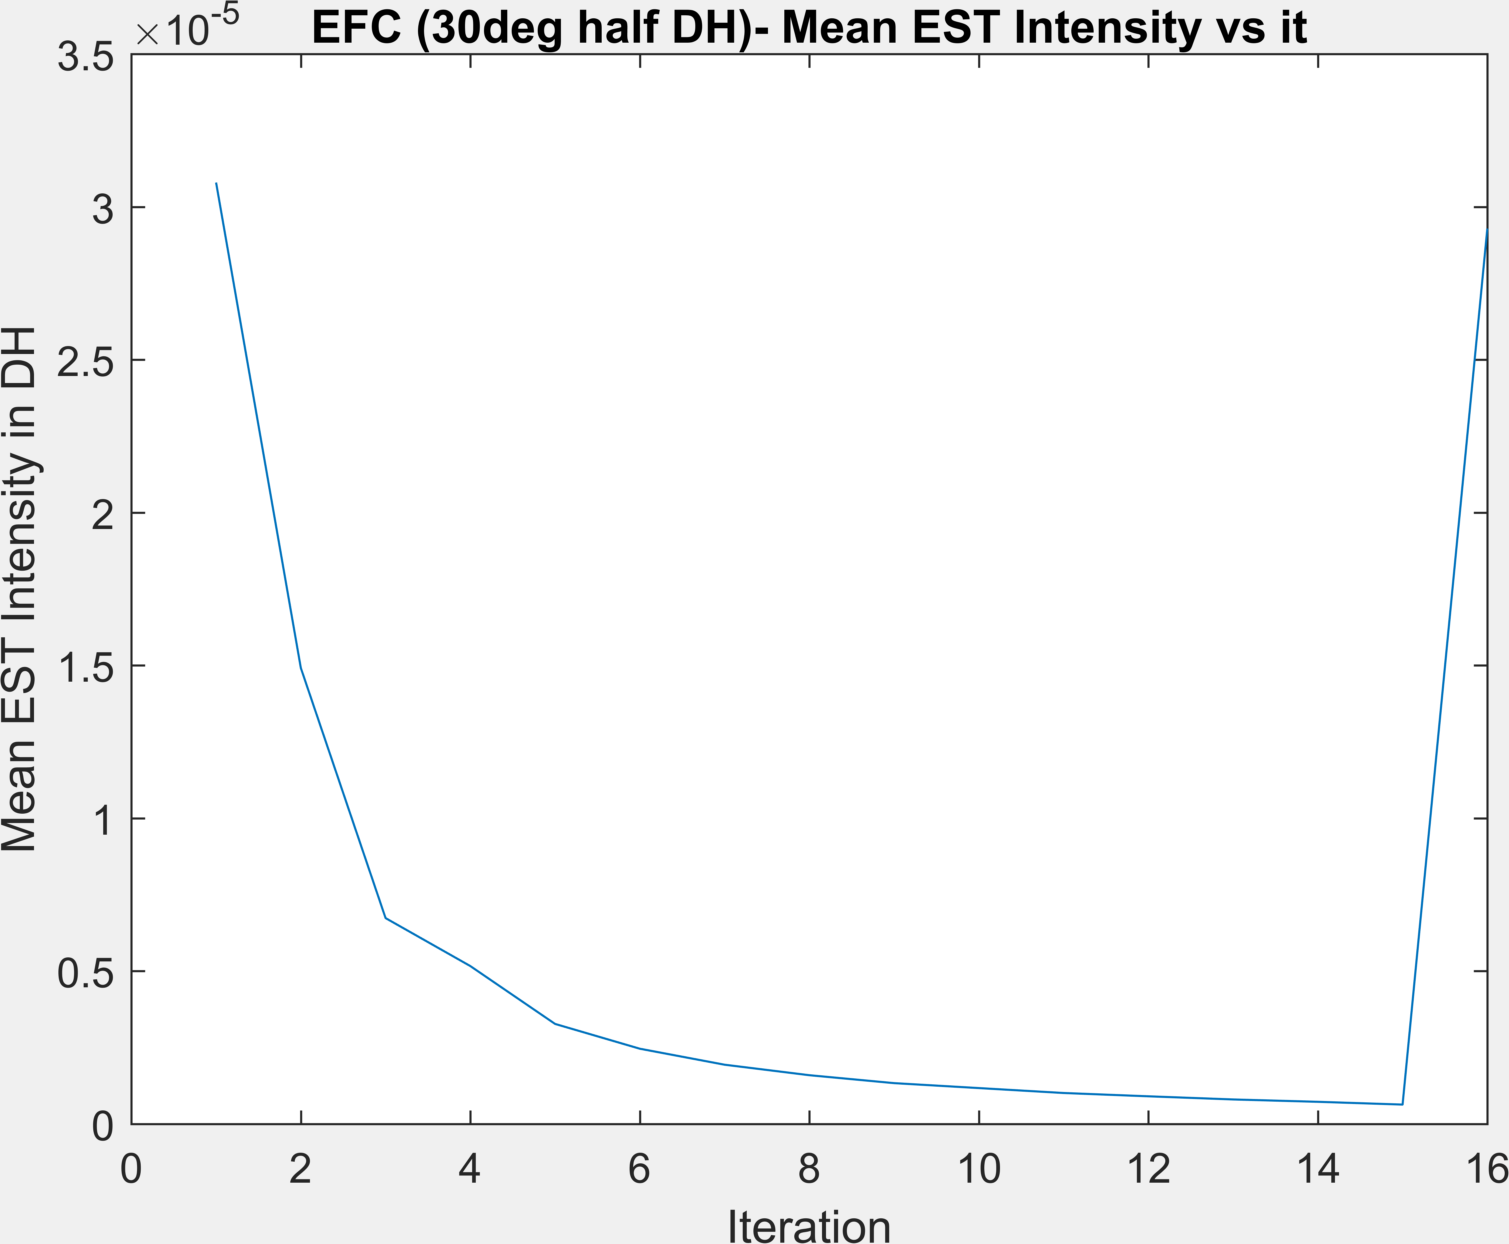 ×10-5
EFC (30deg half DH)- Mean EST Intensity vs it
3.5
3
2.5
2
1.5
1
0.5
0
Mean EST Intensity in DH
0 2 4 6 8 10 12 14 16
Iteration